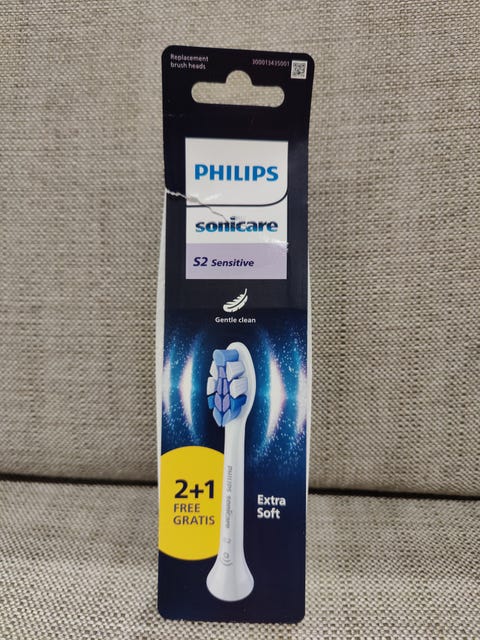 Replacement
brush heads
300013435001
PHILIPS
sonicare
S2 Sensitive
Gentle clean
PHILIPS
sonicare
2+1
FREE
GRATIS
Extra
Soft